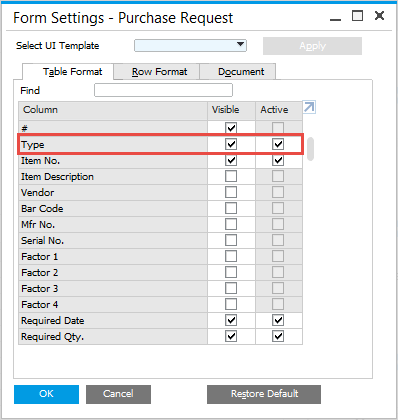 Form Settings - Purchase Request
Select UI Template
Apply
Table Format Row Format Document
Find
Column Visible Active
#
Type
Item No.
Item Description
Vendor
Bar Code
Mfr No.
Serial No.
Factor 1
Factor 2
Factor 3
Factor 4
Required Date
Required Qty.
OK Cancel Restore Default